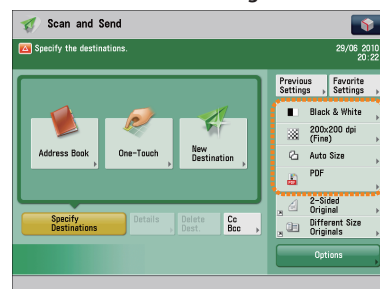 Scan and Send
Specify the destinations.
29/06 2010
20:22
Previous
Settings
Favorite
Settings
Black & White
200x200 dpi
(Fine)
Auto Size
PDF
PDF
2-Sided
Original
Different Size
Originals
Options
Address Book
One-Touch
New
Destination
Specify
Destinations
Details
Delete
Dest.
Cc
Bcc